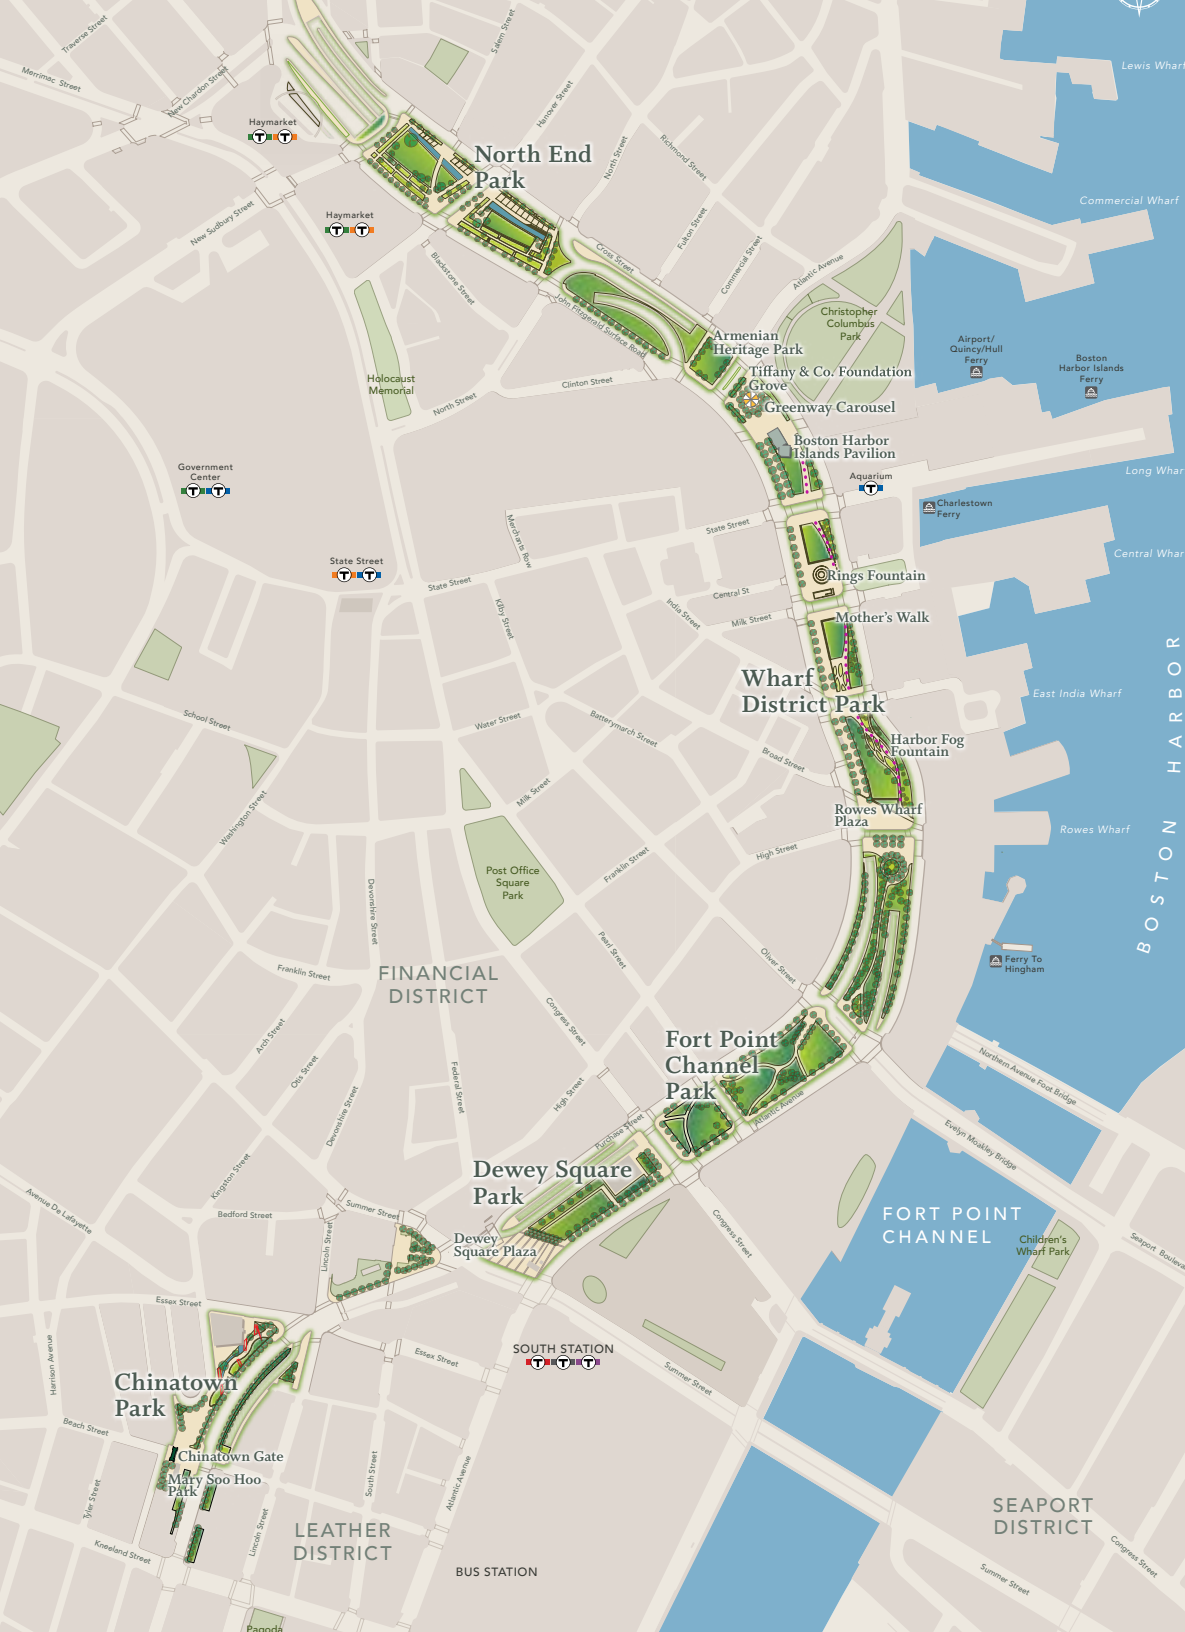 Traverse Street
Salem Street
Lewis Wharf
Merrimac Street
New Chardon Street
Hanover Street
Haymarket
T T
North Street
Richmond Street
North End
Park
Commercial Wharf
New Sudbury Street
Haymarket
T T
Fulton Street
Blackstone Street
Cross Street
Commercial Street
Atlantic Avenue
John Fitzgerald Surface Road
Christopher
Columbus
Park
Armenian
Heritage Park
Airport/
Quincy/Hull
Ferry
Boston
Harbor Islands
Ferry
Holocaust
Memorial
Clinton Street
Tiffany & Co. Foundation
Grove
North Street
Greenway Carousel
Boston Harbor
Islands Pavilion
Government
Center
T T
Aquarium
T
Long Whar
Charlestown
Ferry
Merchants Row
State Street
State Street
T T
Central Whar
State Street
Rings Fountain
Central St
Kilby Street
India Street
Milk Street
Mother's Walk
Wharf
District Park
East India Wharf
BOSTON HARBOR
School Street
Water Street
Batterymarch Street
Broad Street
Harbor Fog
Fountain
Washington Street
Milk Street
Rowes Wharf
Plaza
Rowes Wharf
High Street
Post Office
Square
Park
Franklin Street
Devonshire Street
Pearl Street
Oliver Street
Ferry To
Hingham
Franklin Street
FINANCIAL
DISTRICT
Arch Street
Congress Street
Fort Point
Channel
Park
Northern Avenue Foot Bridge
Otis Street
Federal Street
High Street
Atlantic Avenue
Devonshire Street
Purchase Street
Evelyn Moakley Bridge
Kingston Street
Dewey Square
Park
Avenue De Lafayette
Bedford Street
Summer Street
Congress Street
FORT POINT
CHANNEL
Children's
Wharf Park
Seaport Bouleva
Lincoln Street
Dewey
Square Plaza
Essex Street
Harrison Avenue
Essex Street
SOUTH STATION
T T T
Summer Street
Chinatown
Park
Beach Street
Chinatown Gate
Mary Soo Hoo
Park
Tyler Street
South Street
Atlantic Avenue
Lincoln Street
LEATHER
DISTRICT
SEAPORT
DISTRICT
Kneeland Street
BUS STATION
Congress Street
Summer Street
Pagoda